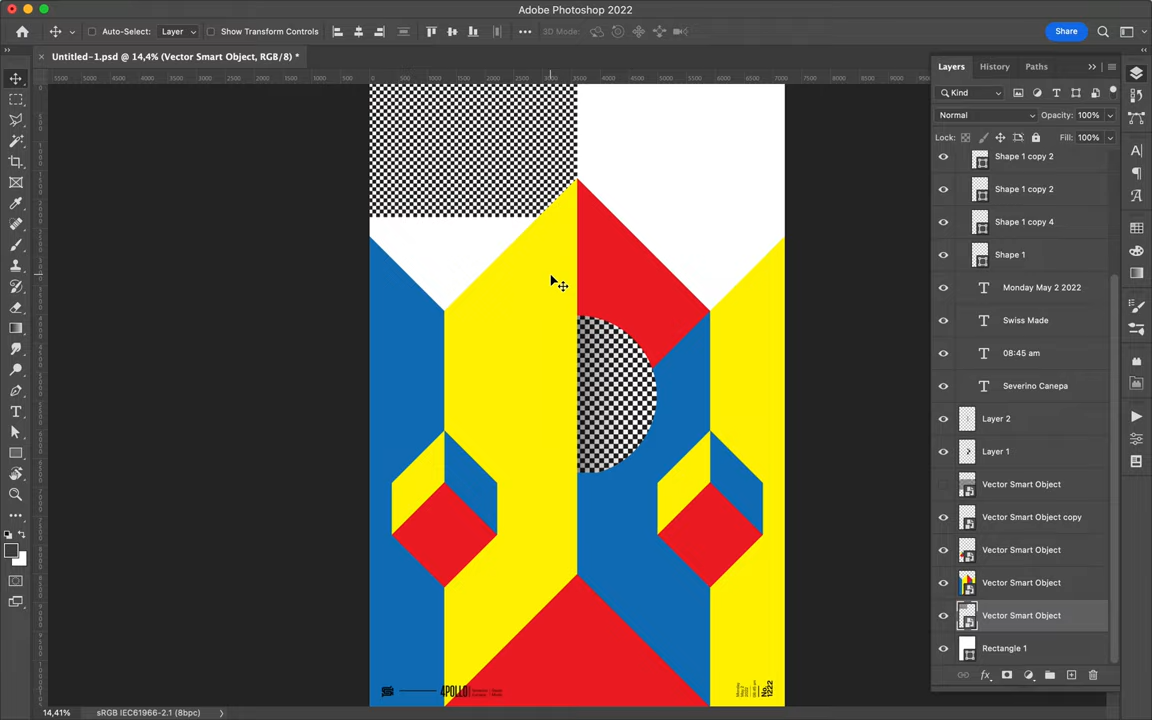 Adobe Photoshop 2022
Auto-Select: Layer Show Transform Controls 3D Mode: Share
Untitled-1.psd @ 14,4% (Vector Smart Object, RGB/8) *
Layers History Paths
Kind
Normal Opacity: 100%
Lock: Fill: 100%
Shape 1 copy 2
Shape 1 copy 2
Shape 1 copy 4
Shape 1
Monday May 2 2022
Swiss Made
08:45 am
Severino Canepa
Layer 2
Layer 1
Vector Smart Object
Vector Smart Object copy
Vector Smart Object
Vector Smart Object
Vector Smart Object
Rectangle 1
4POLLO
No.1222
14,41% sRGB IEC61966-2.1 (8bpc)